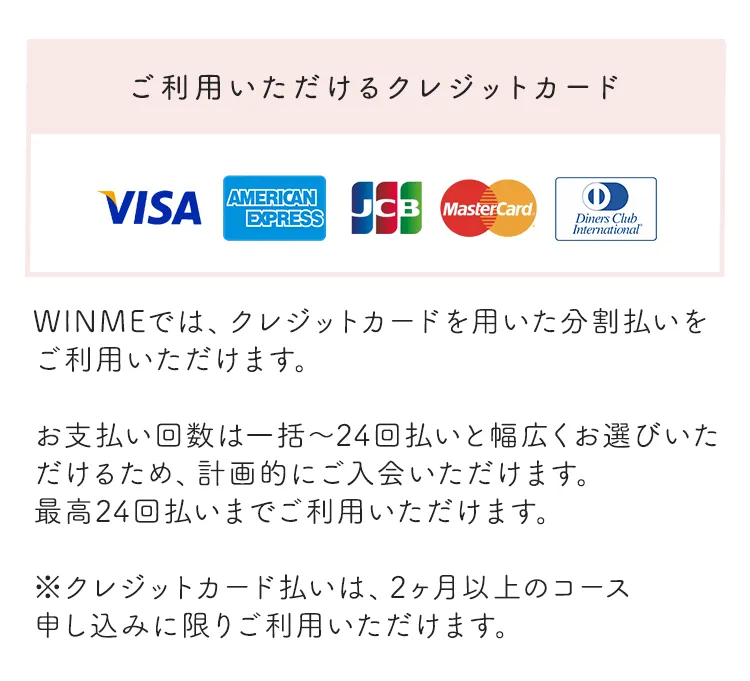 ご利用いただけるクレジットカード
VISA
AMERICAN
EXPRESS
JCB
MasterCard
Diners Club
International®
WINMEでは、クレジットカードを用いた分割払いを
ご利用いただけます。
お支払い回数は一括～24回払いと幅広くお選びいた
だけるため、計画的にご入会いただけます。
最高24回払いまでご利用いただけます。
※クレジットカード払いは、2ヶ月以上のコース
申し込みに限りご利用いただけます。